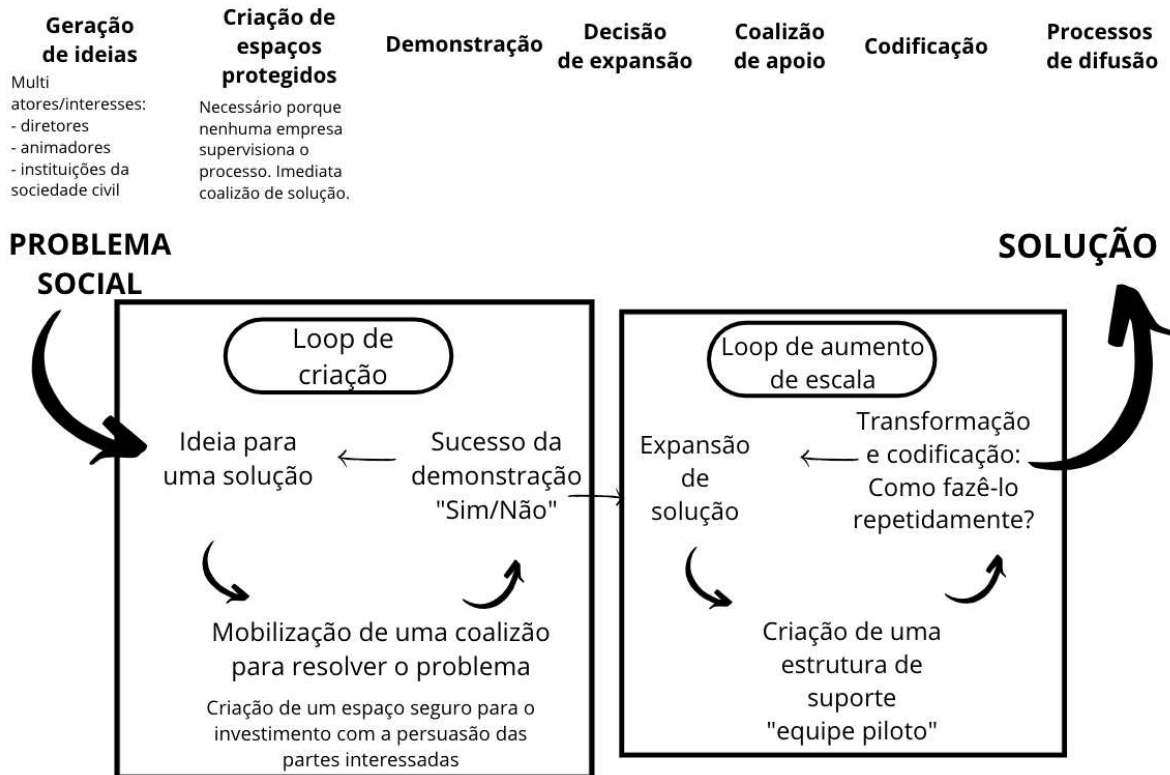 Geração
de ideias
Multi
atores/interesses:
- diretores
- animadores
- instituições da
sociedade civil
Criação de
espaços
protegidos
Necessário porque
nenhuma empresa
supervisiona o
processo. Imediata
coalizão de solução.
Demonstração
Decisão
de expansão
Coalizão
de apoio
Codificação
Processos
de difusão
PROBLEMA
SOCIAL
SOLUÇÃO
Loop de
criação
Ideia para
uma solução
Sucesso da
demonstração
"Sim/Não"
Mobilização de uma coalizão
para resolver o problema
Criação de um espaço seguro para o
investimento com a persuasão das
partes interessadas
Loop de aumento
de escala
Expansão
de
solução
Transformação
e codificação:
Como fazê-lo
repetidamente?
Criação de uma
estrutura de
suporte
"equipe piloto"